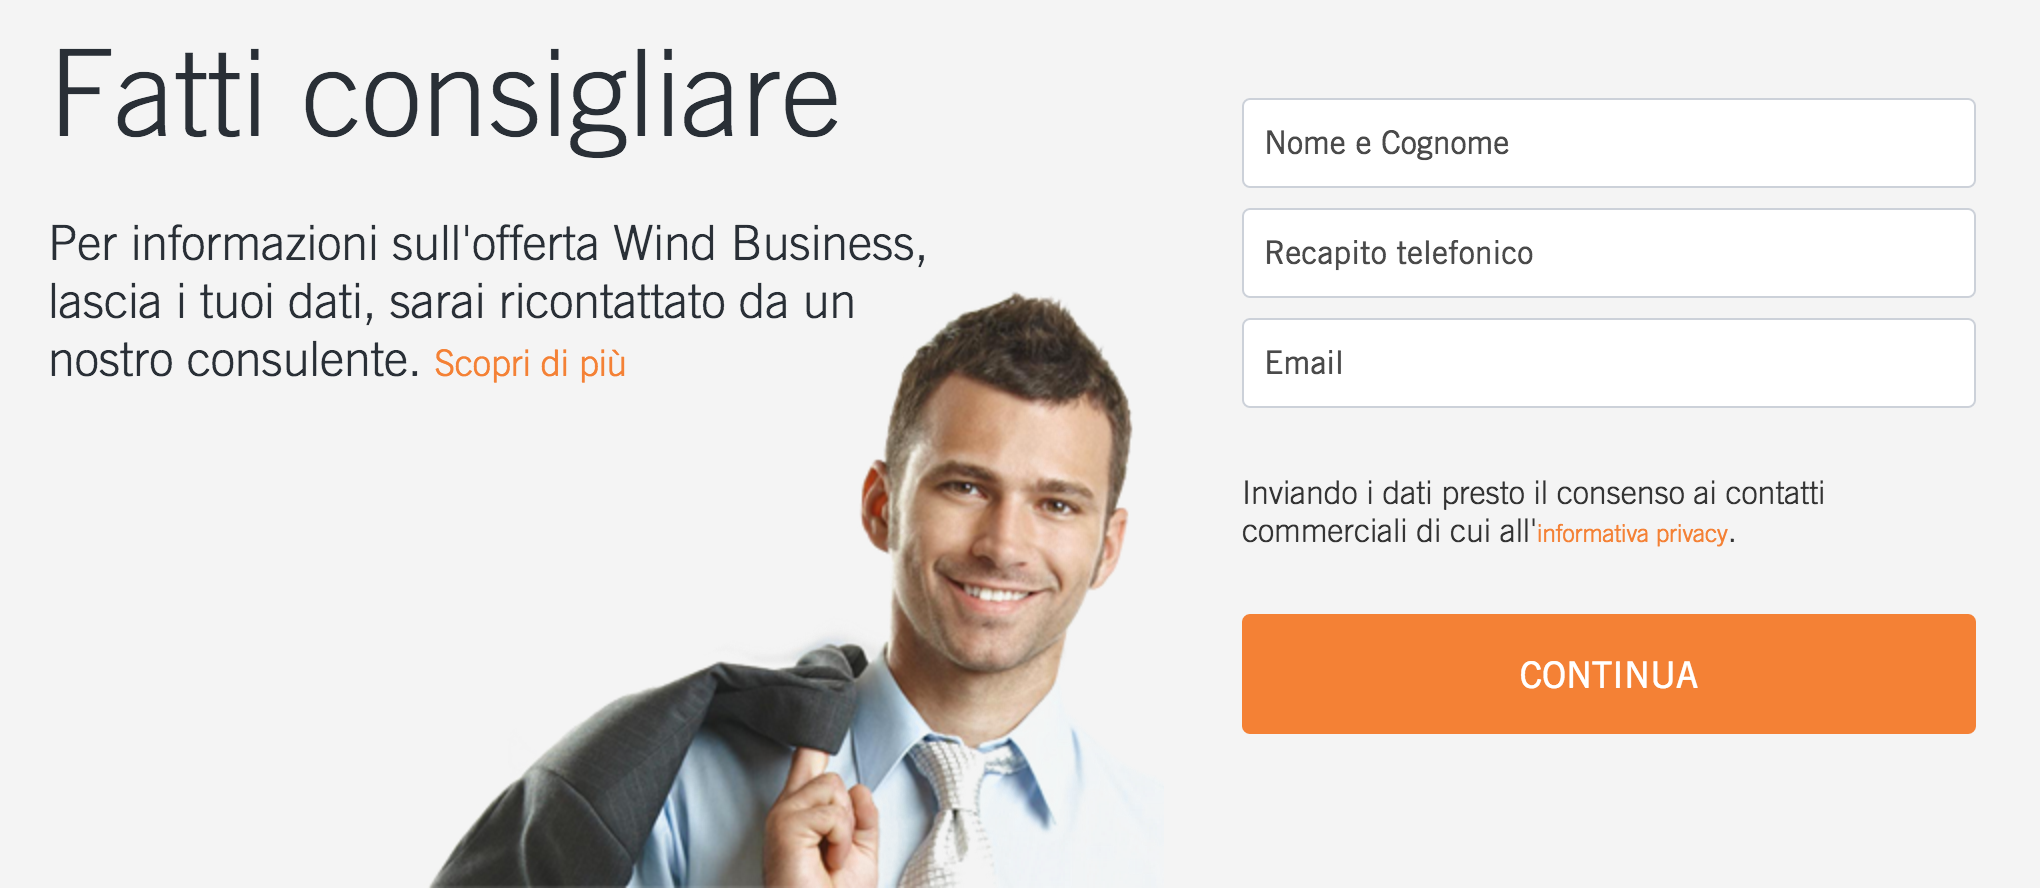 Fatti consigliare
Per informazioni sull'offerta Wind Business,
lascia i tuoi dati, sarai ricontattato da un
nostro consulente. Scopri di più
Nome e Cognome
Recapito telefonico
Email
Inviando i dati presto il consenso ai contatti
commerciali di cui all'informativa privacy.
CONTINUA